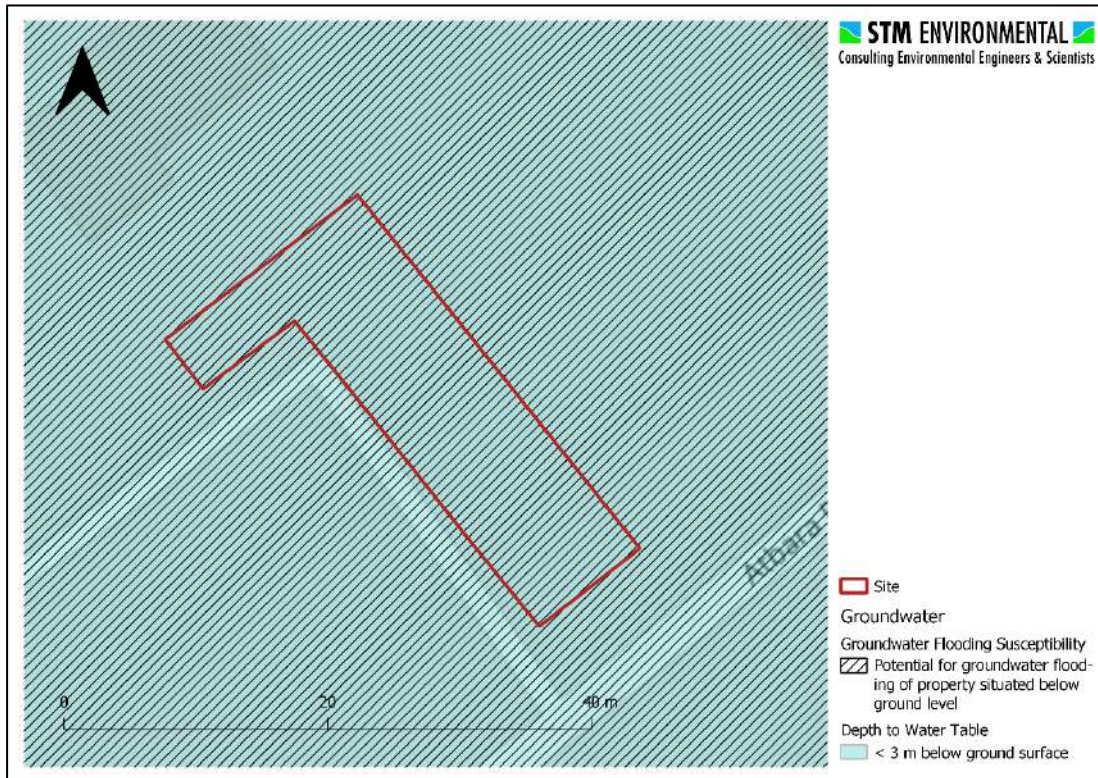 STM ENVIRONMENTAL
Consulting Environmental Engineers & Scientists
Atbara
0 20 40 m
Site
Groundwater
Groundwater Flooding Susceptibility
Potential for groundwater flood-
ing of property situated below
ground level
Depth to Water Table
< 3 m below ground surface